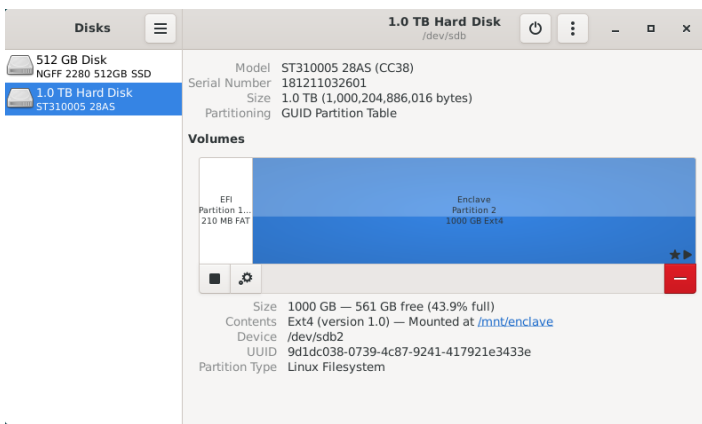 Disks
1.0 TB Hard Disk
/dev/sdb
512 GB Disk
NGFF 2280 512GB SSD
1.0 TB Hard Disk
ST310005 28AS
Model ST310005 28AS (CC38)
Serial Number 181211032601
Size 1.0 TB (1,000,204,886,016 bytes)
Partitioning GUID Partition Table
Volumes
EFI
Partition 1...
210 MB FAT
Enclave
Partition 2
1000 GB Ext4
Size 1000 GB — 561 GB free (43.9% full)
Contents Ext4 (version 1.0) — Mounted at /mnt/enclave
Device /dev/sdb2
UUID 9d1dc038-0739-4c87-9241-417921e3433e
Partition Type Linux Filesystem